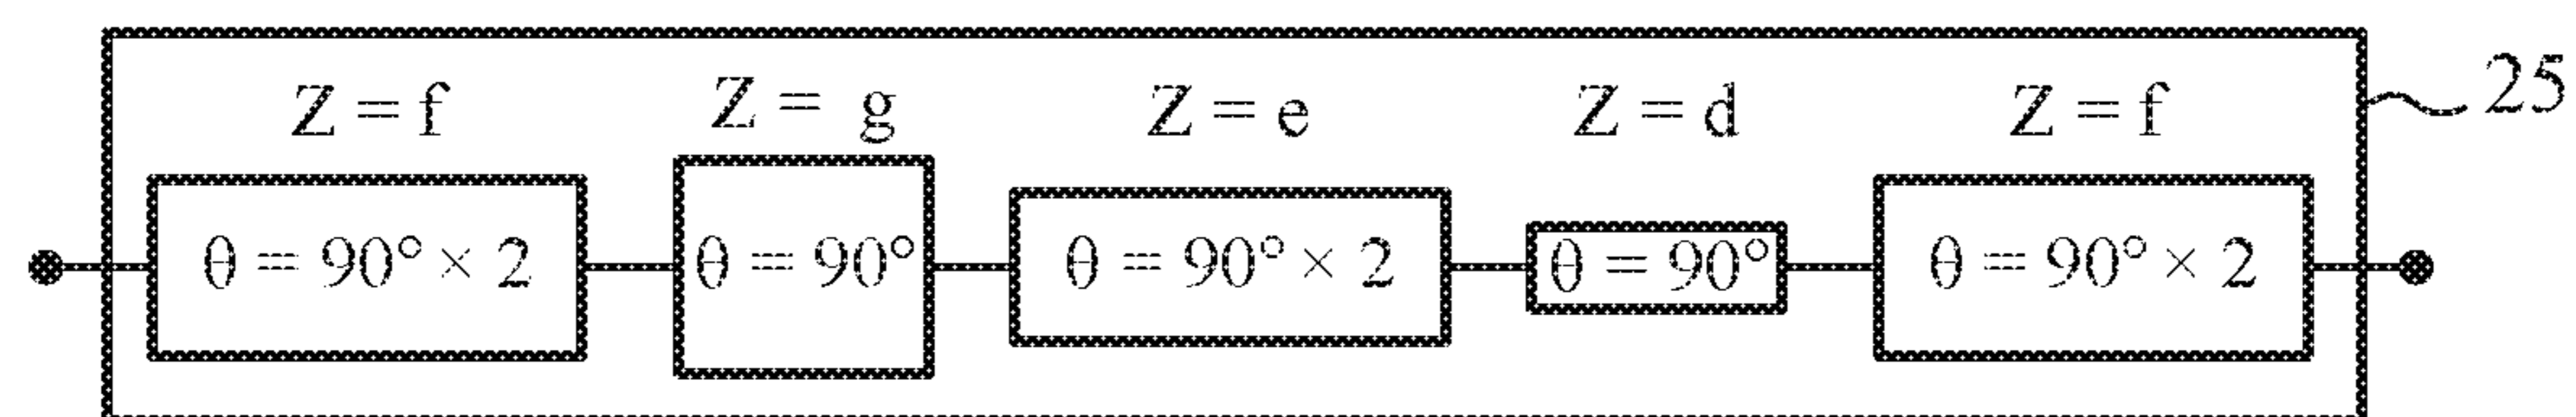 Z = f Z = g Z = e Z = d Z = f 25
θ = 90° × 2 θ = 90° θ = 90° × 2 θ = 90° θ = 90° × 2